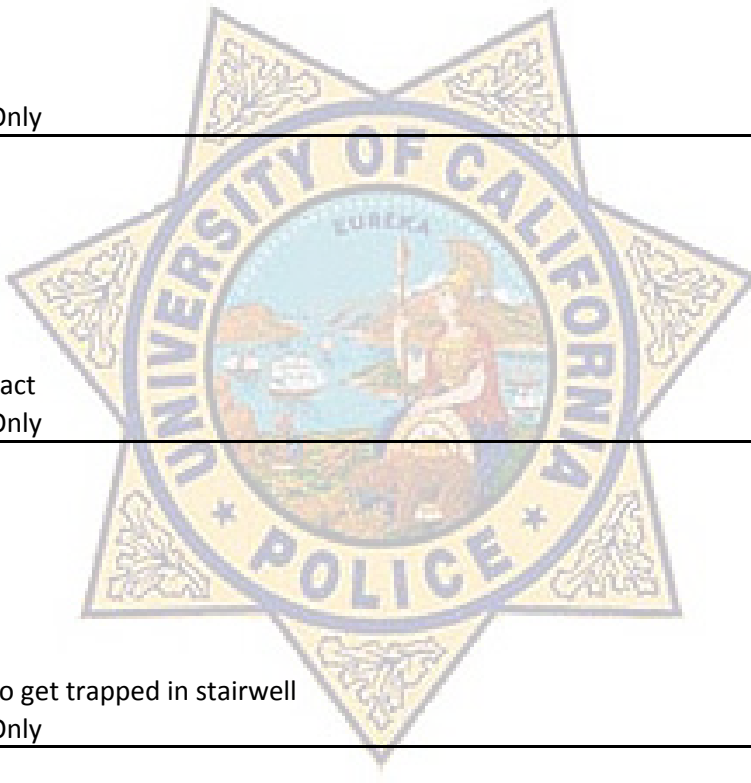 Only
UNIVERSITY OF CALIFORNIA
EUREKA
act
Only
POLICE
o get trapped in stairwell
Only